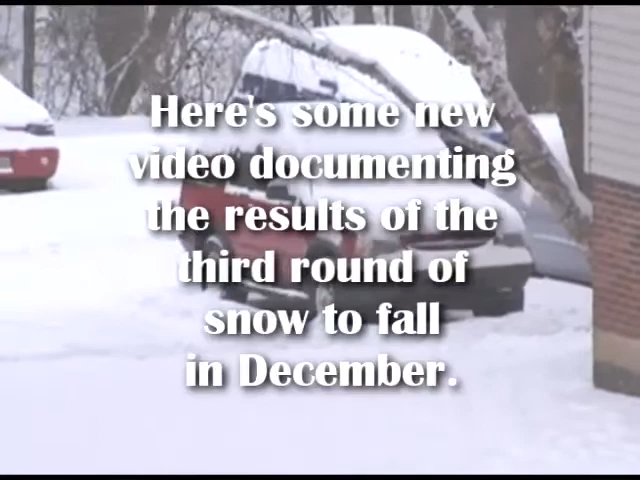 Here's some new
video documenting
the results of the
third round of
snow to fall
in December.